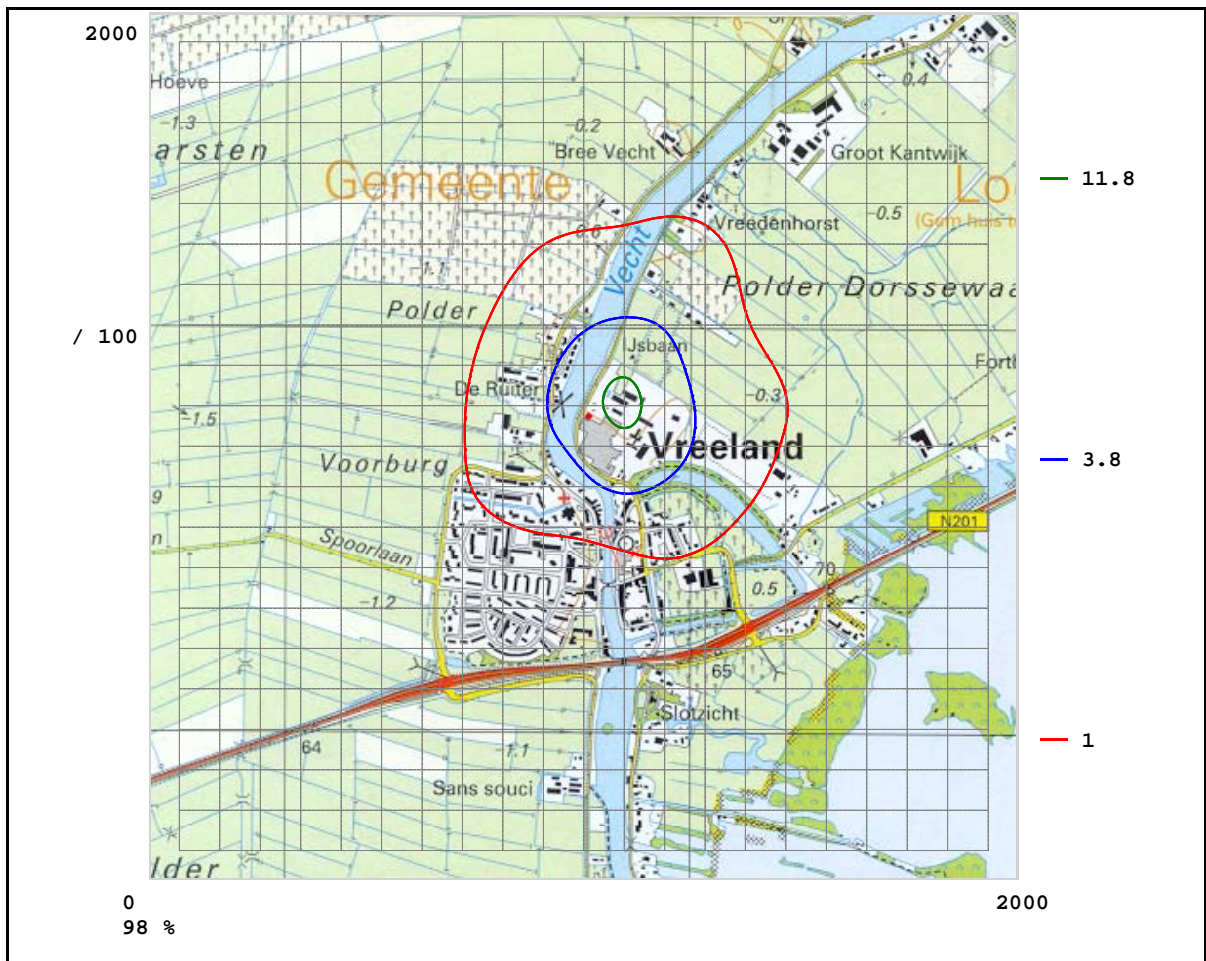 2000
Hoeve
0.4
-1.3
-0.2
arsten
"Bree Vecht
Groot Kantwijk
11.8
Gemeente
Lo
-0.5
(Gem huis t
Vreedenhorst
0.6
Vecht
-1.1
Polder Dorssewaa
Polder
/ 100
IJsbaan
Forth
De Ruiter
-0.3
-1.5
Vreeland
3.8
Voorburg
9
N201
n
Spoorlaan
70
0.5
-1.2
65
Slotzicht
1
64
-1.1
Sans souci
lder
0
2000
98 %